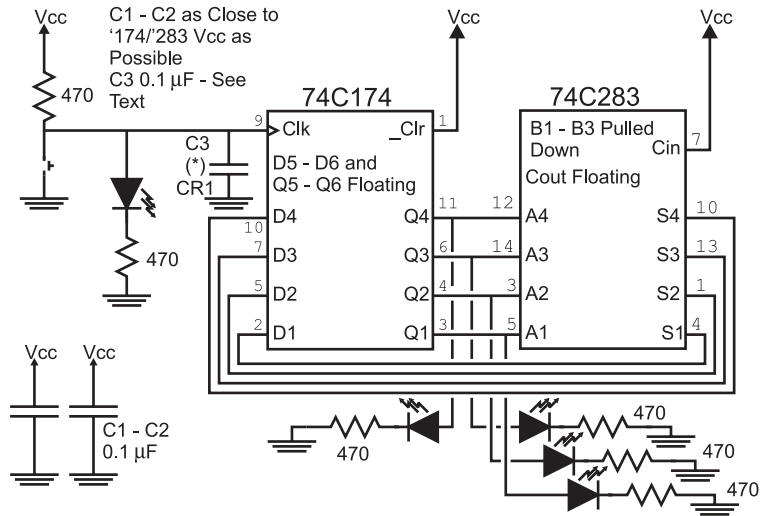 Vcc
C1 - C2 as Close to
'174/'283 Vcc as
Possible
C3 0.1 µF - See
Text
Vcc
Vcc
470
74C174
74C283
9
Clk
_Clr
1
B1 - B3 Pulled
Down
Cin
7
C3
(*)
CR1
D5 - D6 and
Q5 - Q6 Floating
Cout Floating
10
D4
Q4
11
12
A4
S4
10
470
7
D3
Q3
6
14
A3
S3
13
5
D2
Q2
4
3
A2
S2
1
2
D1
Q1
3
5
A1
S1
4
Vcc
Vcc
C1 - C2
0.1 µF
470
470
470
470